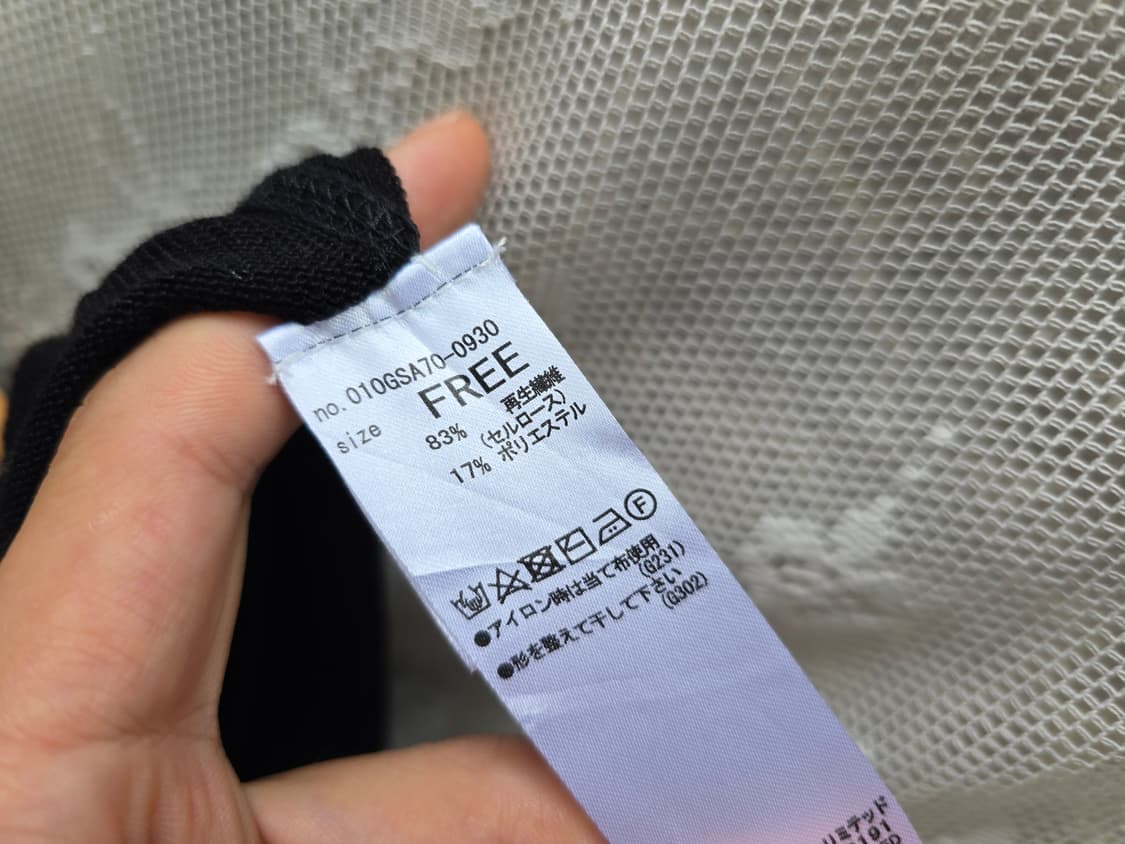 no.010GSA70-0930
size FREE
83% 再生繊維
(セルロース)
17% ポリエステル
F
●アイロン時は当て布使用
(G231)
●形を整えて干して下さい
(G302)
リミテッド
191
ED